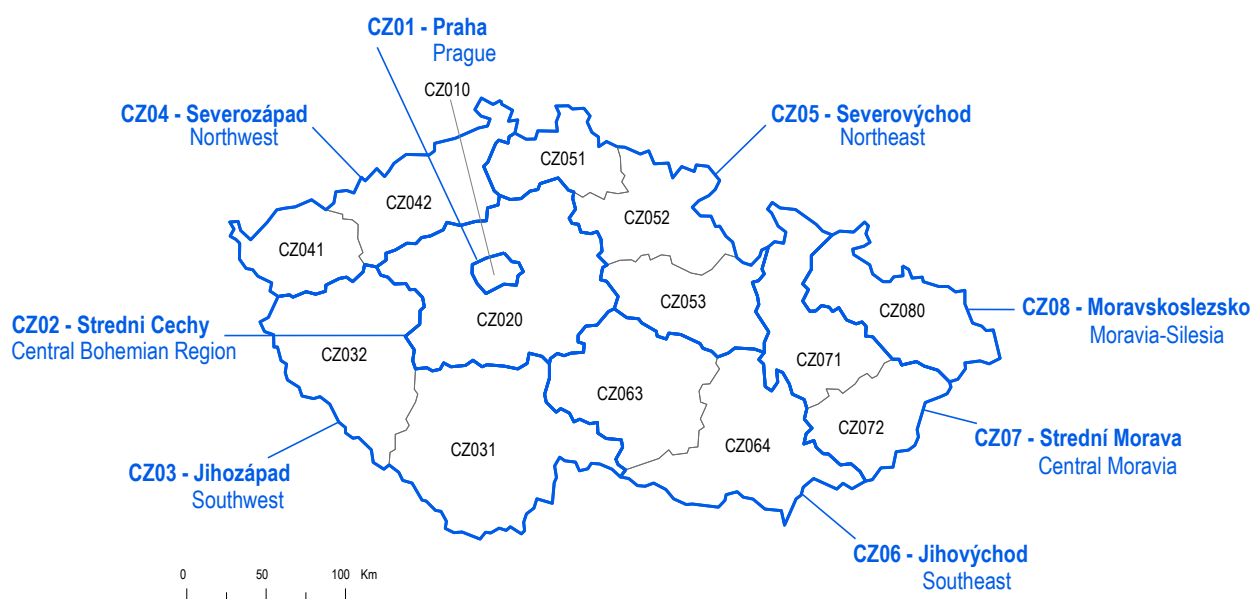 CZ01 - Praha
Prague
CZ010
CZ04 - Severozápad
Northwest
CZ05 - Severovýchod
Northeast
CZ051
CZ042
CZ052
CZ041
CZ053
CZ080
CZ08 - Moravskoslezsko
Moravia-Silesia
CZ02 - Stredni Cechy
Central Bohemian Region
CZ020
CZ032
CZ071
CZ063
CZ072
CZ064
CZ031
CZ07 - Strední Morava
Central Moravia
CZ03 - Jihozápad
Southwest
CZ06 - Jihovýchod
Southeast
0 50 100 Km